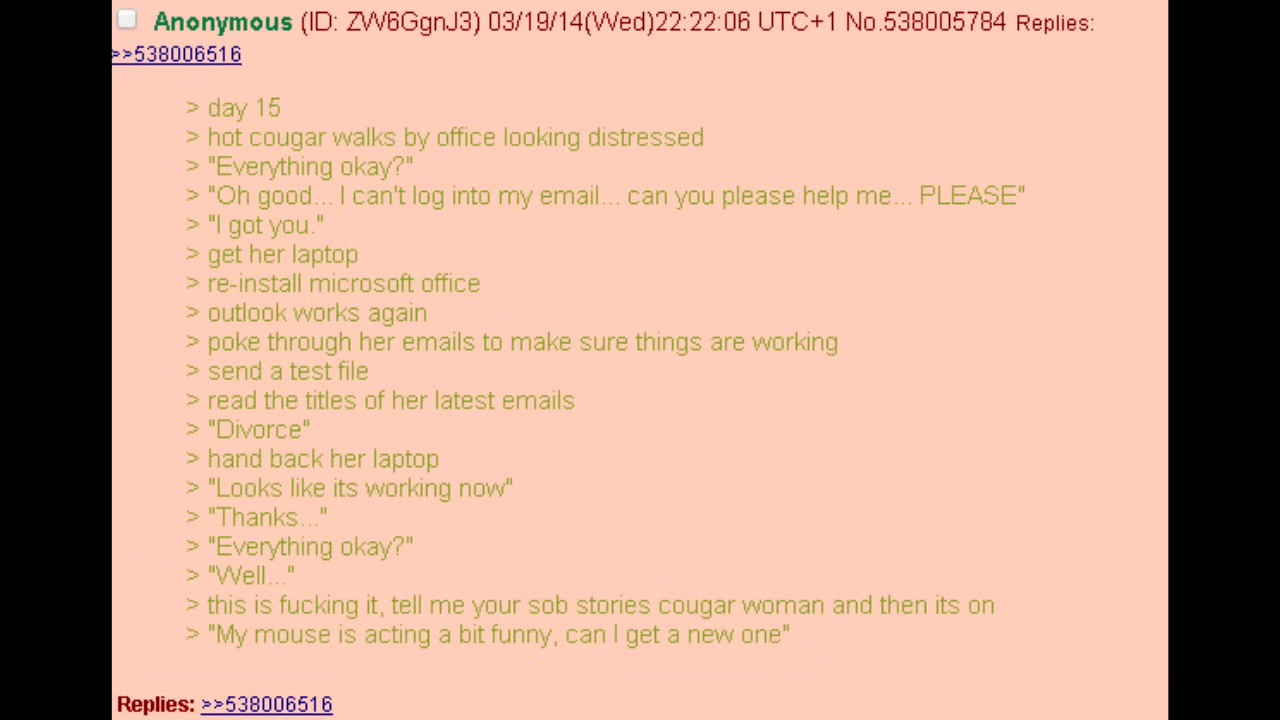 Anonymous (ID: ZW6GgnJ3) 03/19/14(Wed)22:22:06 UTC+1 No.538005784 Replies:
>>538006516
> day 15
> hot cougar walks by office looking distressed
> "Everything okay?"
> "Oh good... I can't log into my email... can you please help me... PLEASE"
> "I got you."
> get her laptop
> re-install microsoft office
> outlook works again
> poke through her emails to make sure things are working
> send a test file
> read the titles of her latest emails
> "Divorce"
> hand back her laptop
> "Looks like its working now"
> "Thanks..."
> "Everything okay?"
> "Well..."
> this is fucking it, tell me your sob stories cougar woman and then its on
> "My mouse is acting a bit funny, can I get a new one"
Replies: >>538006516